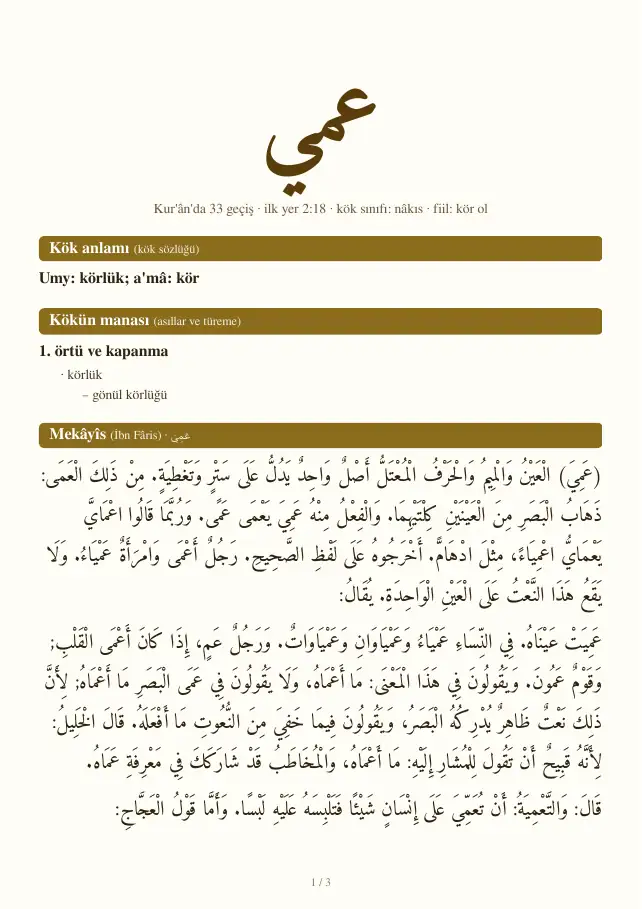 عمي
Kur'ân'da 33 geçiş · ilk yer 2:18 · kök sınıfı: nâkıs · fiil: kör ol
Kök anlamı (kök sözlüğü)
Umy: körlük; a'mâ: kör
Kökün manası (asıllar ve türeme)
1. örtü ve kapanma
· körlük
– gönül körlüğü
Mekâyîs (İbn Fâris) · عَمِيَ
(عَمِيَ) الْعَيْنُ وَالْمِيمُ وَالْحَرْفُ الْمُعْتَلُّ أَصْلٌ وَاحِدٌ يَدُلُّ عَلَى سَتْرٍ وَتَغْطِيَةٍ. مِنْ ذَلِكَ الْعَمَى:
ذَهَابُ الْبَصَرِ مِنَ الْعَيْنَيْنِ كِلْتَيْهِمَا. وَالْفِعْلُ مِنْهُ عَمِيَ يَعْمَى عَمًى. وَرُبَّمَا قَالُوا اعْمَايَّ
يَعْمَايُّ اعْمِيَاءً، مِثْلَ ادْهَامَّ. أَخْرَجُوهُ عَلَى لَفْظِ الصَّحِيحِ. رَجُلٌ أَعْمَى وَامْرَأَةٌ عَمْيَاءُ. وَلَا
يَقَعُ هَذَا النَّعْتُ عَلَى الْعَيْنِ الْوَاحِدَةِ. يُقَالُ:
عَمِيَتْ عَيْنَاهُ. فِي النِّسَاءِ عَمْيَاءُ وَعَمْيَاوَانِ وَعَمْيَاوَاتٌ. وَرَجُلٌ عَمٍ، إِذَا كَانَ أَعْمَى الْقَلْبِ;
وَقَوْمٌ عَمُونَ. وَيَقُولُونَ فِي هَذَا الْمَعْنَى: مَا أَعْمَاهُ، وَلَا يَقُولُونَ فِي عَمَى الْبَصَرِ مَا أَعْمَاهُ; لِأَنَّ
ذَلِكَ نَعْتٌ ظَاهِرٌ يُدْرِكُهُ الْبَصَرُ، وَيَقُولُونَ فِيمَا خَفِيَ مِنَ النُّعُوتِ مَا أَفْعَلَهُ. قَالَ الْخَلِيلُ:
لِأَنَّهُ قَبِيحٌ أَنْ تَقُولَ لِلْمُشَارِ إِلَيْهِ: مَا أَعْمَاهُ، وَالْمُخَاطَبُ قَدْ شَارَكَكَ فِي مَعْرِفَةِ عَمَاهُ.
قَالَ: وَالتَّعْمِيَةُ: أَنْ تُعَمِّيَ عَلَى إِنْسَانٍ شَيْئًا فَتَلْبِسَهُ عَلَيْهِ لَبْسًا. وَأَمَّا قَوْلُ الْعَجَّاجِ:
1 / 3